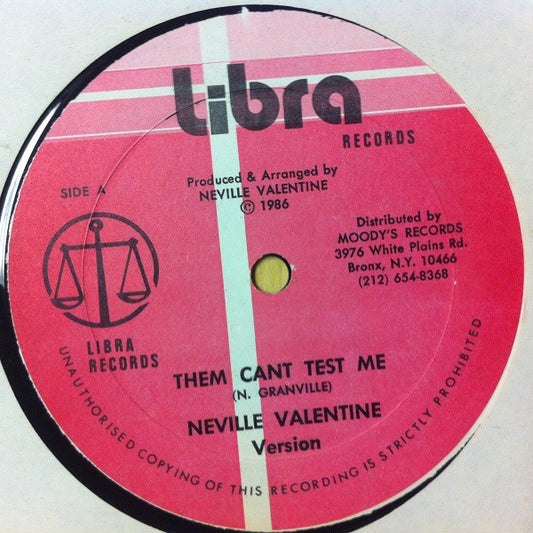 Libra
RECORDS
SIDE A
Produced & Arranged by
NEVILLE VALENTINE
© 1986
Distributed by
MOODY'S RECORDS
3976 White Plains Rd.
Bronx, N.Y. 10466
(212) 654-8368
LIBRA
RECORDS
THEM CANT TEST ME
(N. GRANVILLE)
NEVILLE VALENTINE
Version
UNAUTHORISED COPYING OF THIS RECORDING IS STRICTLY PROHIBITED